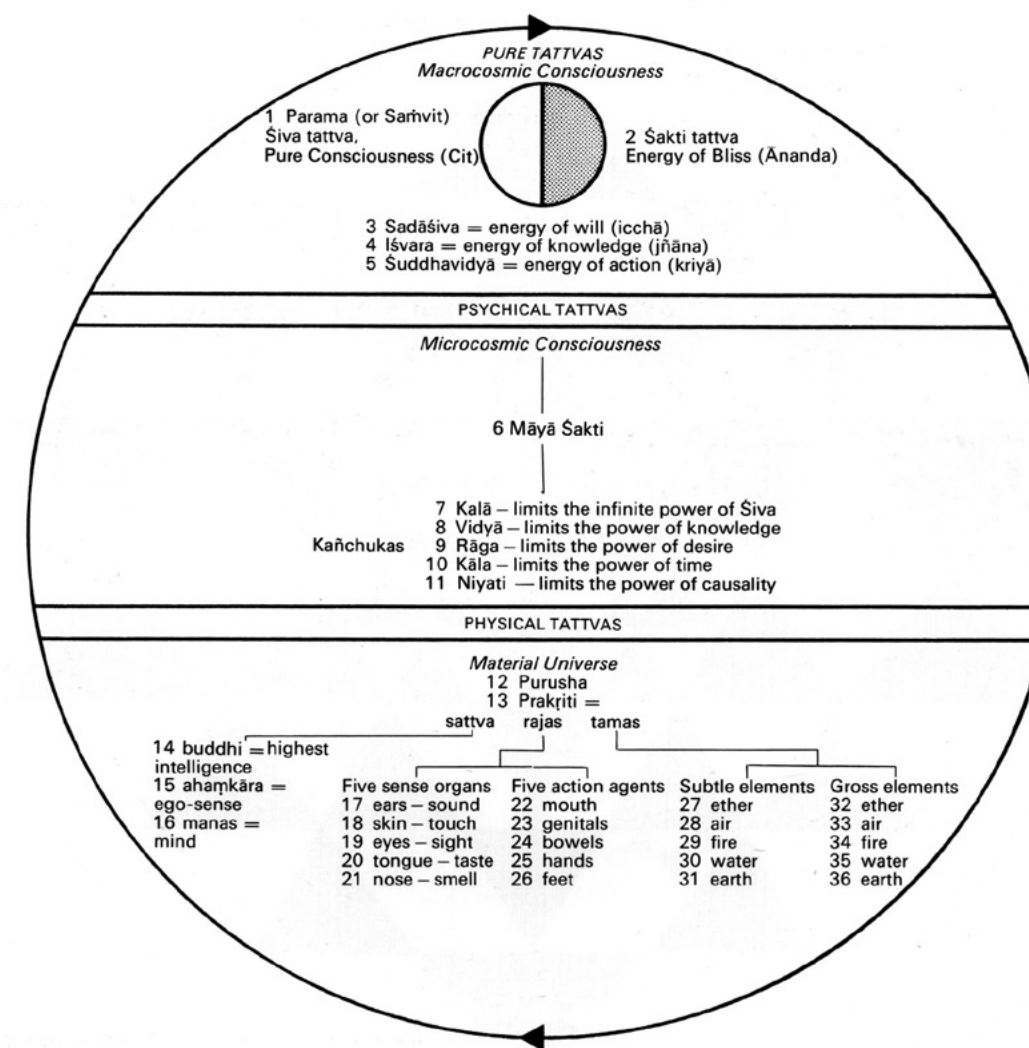 PURE TATTVAS
Macrocosmic Consciousness
1 Parama (or Saṁvit)
Śiva tattva,
Pure Consciousness (Cit)
2 Śakti tattva
Energy of Bliss (Ānanda)
3 Sadāśiva = energy of will (icchā)
4 Iśvara = energy of knowledge (jñāna)
5 Śuddhavidyā = energy of action (kriyā)
PSYCHICAL TATTVAS
Microcosmic Consciousness
6 Māyā Śakti
Kañchukas
7 Kalā – limits the infinite power of Śiva
8 Vidyā – limits the power of knowledge
9 Rāga – limits the power of desire
10 Kāla – limits the power of time
11 Niyati — limits the power of causality
PHYSICAL TATTVAS
Material Universe
12 Purusha
13 Prakṛiti =
sattva rajas tamas
14 buddhi = highest
intelligence
15 ahaṃkāra =
ego-sense
16 manas =
mind
Five sense organs
17 ears – sound
18 skin – touch
19 eyes – sight
20 tongue – taste
21 nose – smell
Five action agents
22 mouth
23 genitals
24 bowels
25 hands
26 feet
Subtle elements
27 ether
28 air
29 fire
30 water
31 earth
Gross elements
32 ether
33 air
34 fire
35 water
36 earth